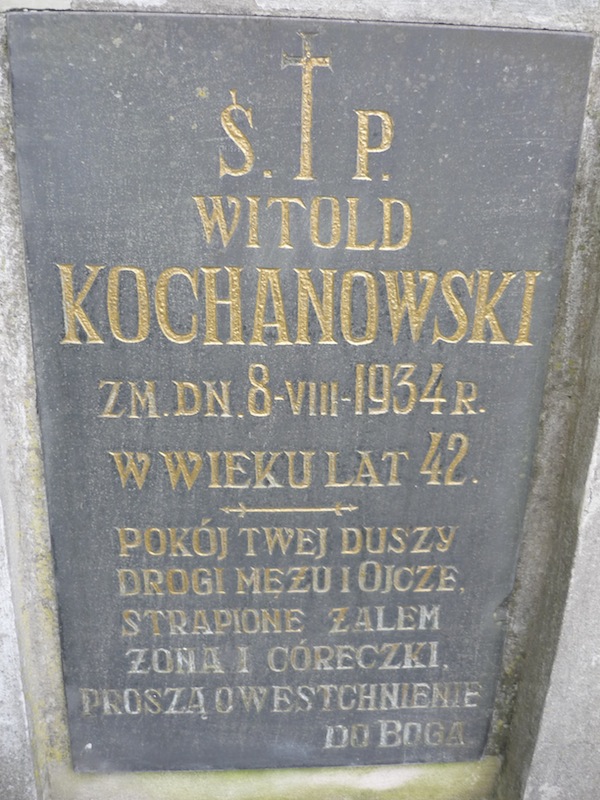 Ś. P.
WITOLD
KOCHANOWSKI
ZM. DN. 8-VIII-1934 R.
W WIEKU LAT 42.
POKÓJ TWEJ DUSZY
DROGI MĘŻU I OJCZE,
STRAPIONE ŻALEM
ŻONA I CÓRECZKI,
PROSZĄ O WESTCHNIENIE
DO BOGA